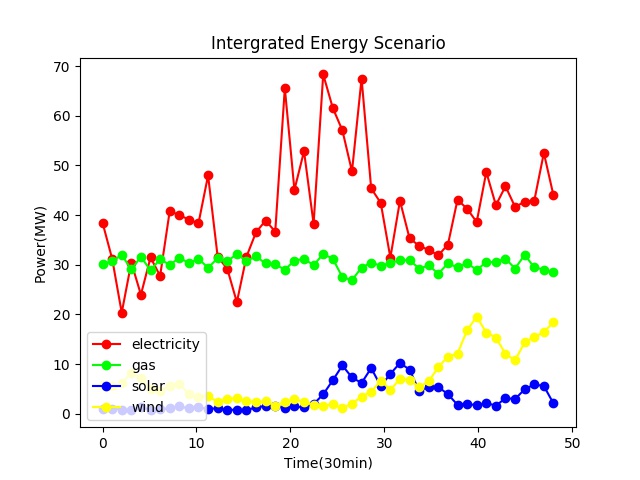 Intergrated Energy Scenario
Power(MW)
70
60
50
40
30
20
10
0
electricity
gas
solar
wind
0 10 20 30 40 50
Time(30min)